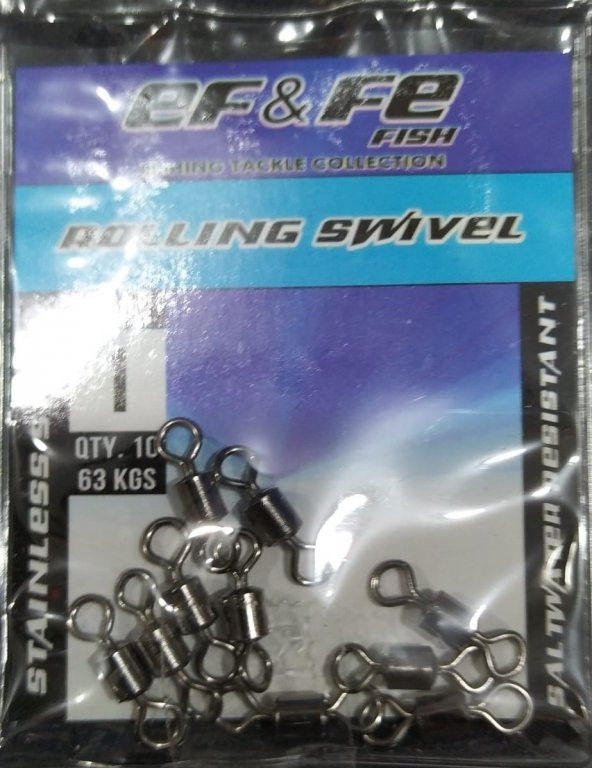 eF & Fe
FISH
FISHING TACKLE COLLECTION
ROLLING SWIVEL
1
QTY. 10
63 KGS
STAINLESS
SALTWATER RESISTANT